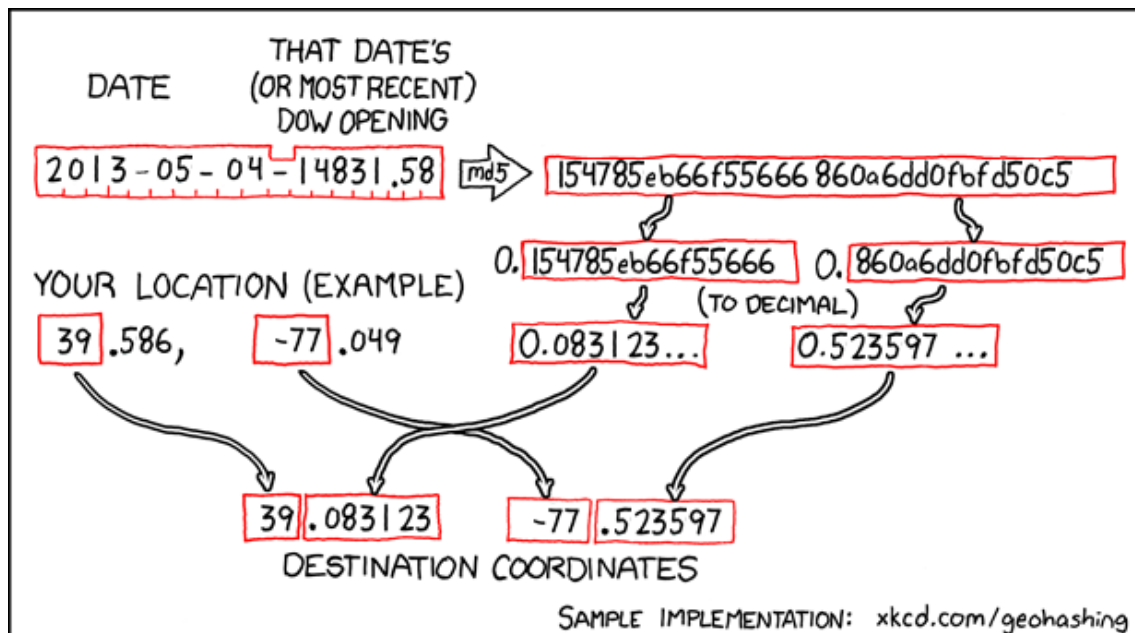 DATE
THAT DATE'S
(OR MOST RECENT)
DOW OPENING
2013-05-04-14831.58
md5
154785eb66f55666860a6dd0fbfd50c5
0.154785eb66f55666
0.860a6dd0fbfd50c5
(TO DECIMAL)
0.083123...
0.523597 ...
YOUR LOCATION (EXAMPLE)
39.586, -77.049
39.083123 -77.523597
DESTINATION COORDINATES
SAMPLE IMPLEMENTATION: xkcd.com/geohashing